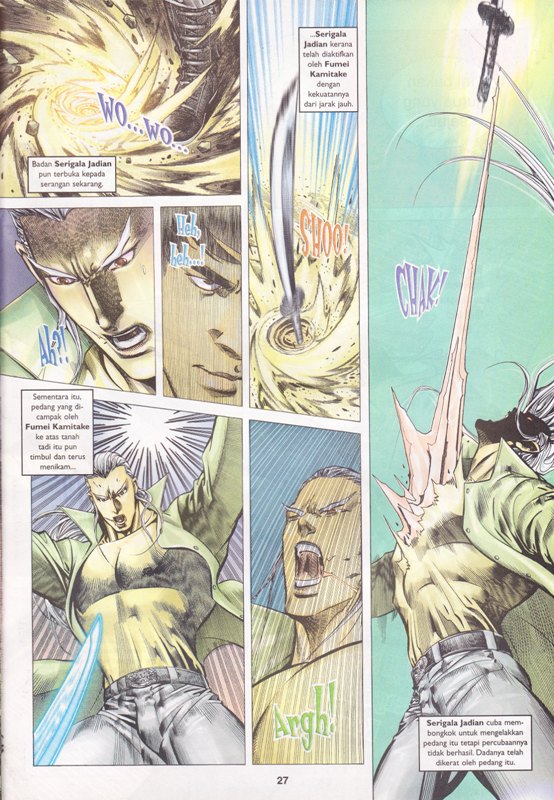 WO...WO...
Badan Serigala Jadian
pun terbuka kepada
serangan sekarang.
Ah?!
Heh,
heh...!
Sementara itu,
pedang yang di-
campak oleh
Fumei Kamitake
ke atas tanah
tadi itu pun
timbul dan terus
menikam...
...Serigala
Jadian kerana
telah diaktifkan
oleh Fumei
Kamitake
dengan
kekuatannya
dari jarak jauh.
SHOO!
Argh!
CHAK!
Serigala Jadian cuba mem-
bongkok untuk mengelakkan
pedang itu tetapi percubaannya
tidak berhasil. Dadanya telah
dikerat oleh pedang itu.
27